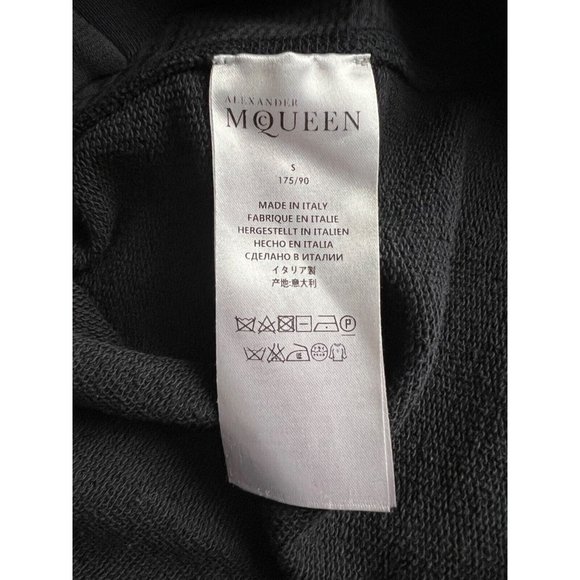 ALEXANDER
MCQUEEN
S
175/90
MADE IN ITALY
FABRIQUE EN ITALIE
HERGESTELLT IN ITALIEN
HECHO EN ITALIA
СДЕЛАНО В ИТАЛИИ
イタリア製
产地:意大利
P